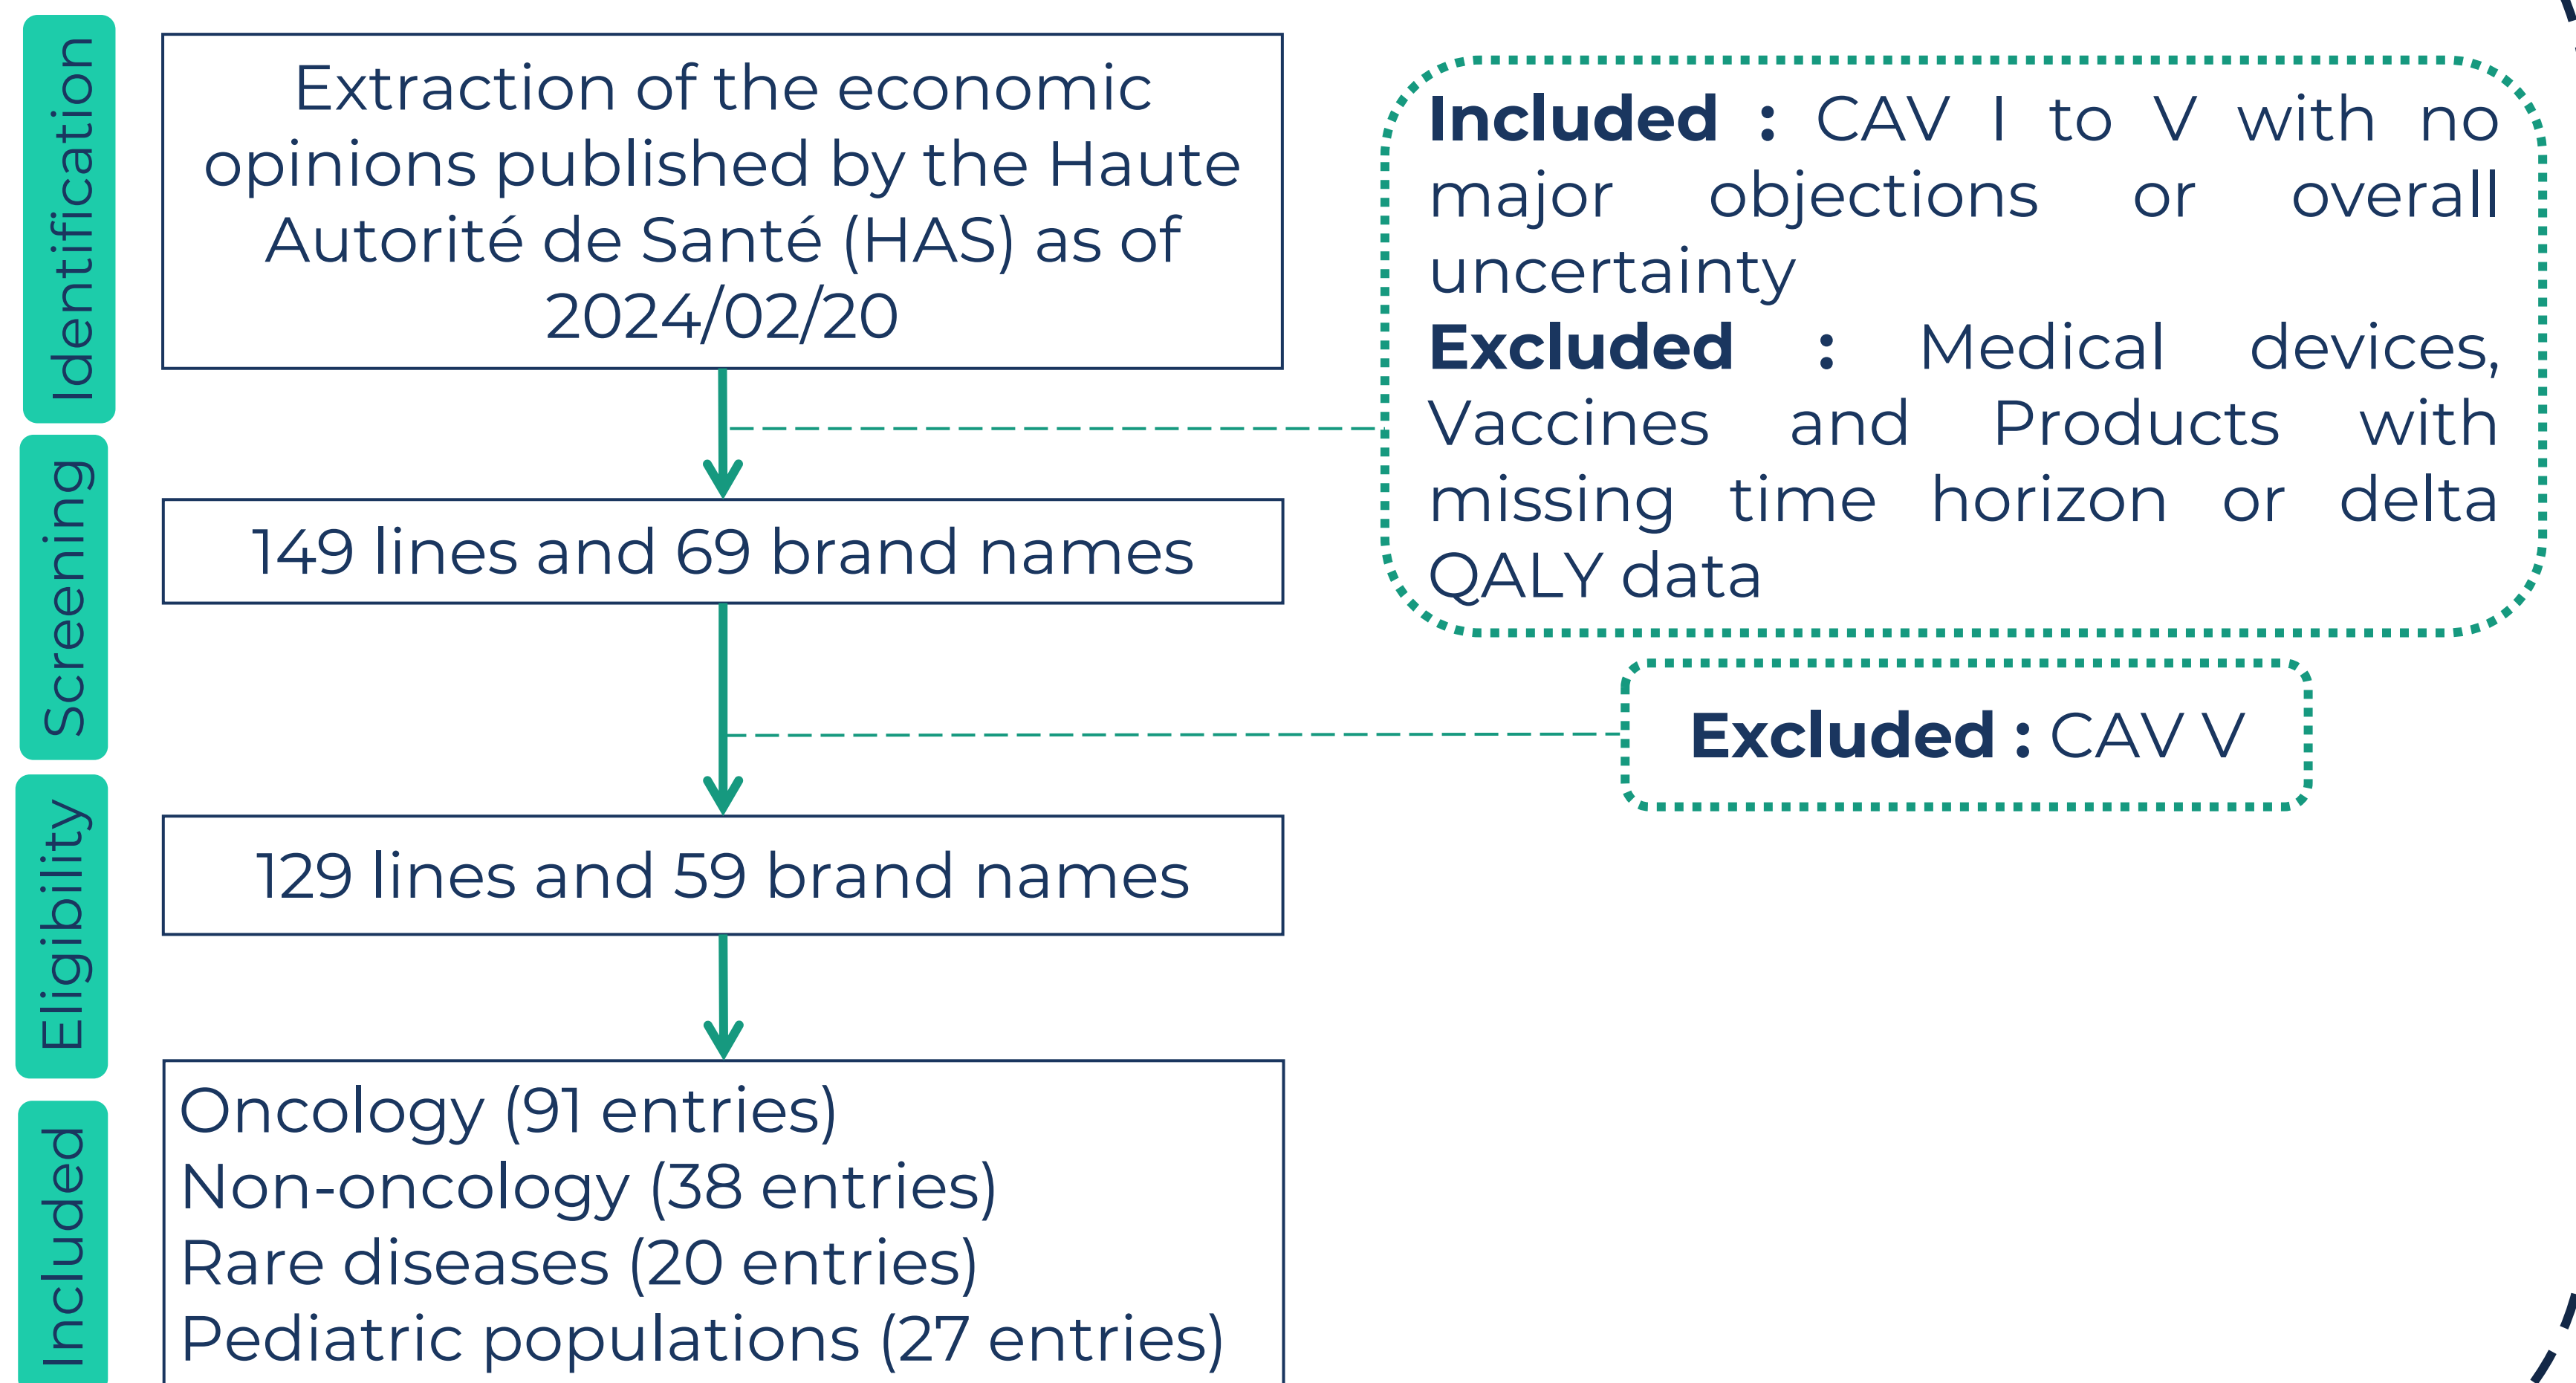 Identification
Extraction of the economic
opinions published by the Haute
Autorité de Santé (HAS) as of
2024/02/20
Included : CAV I to V with no
major objections or overall
uncertainty
Excluded : Medical devices,
Vaccines and Products with
missing time horizon or delta
QALY data
Screening
149 lines and 69 brand names
Excluded : CAV V
Eligibility
129 lines and 59 brand names
Included
Oncology (91 entries)
Non-oncology (38 entries)
Rare diseases (20 entries)
Pediatric populations (27 entries)